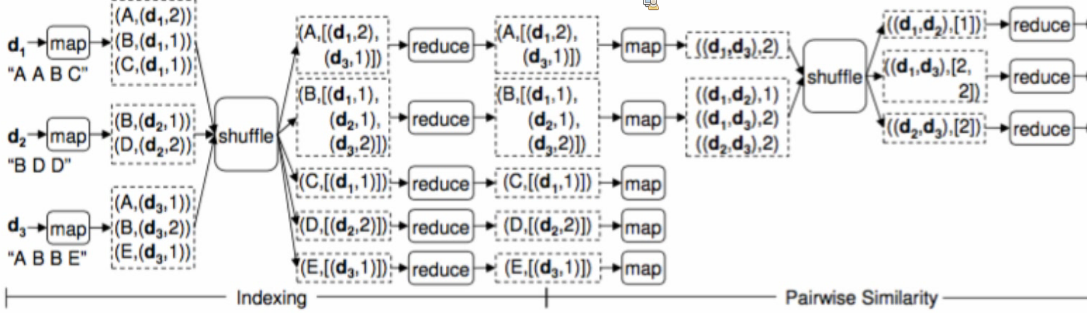 d1 map
"A A B C"
(A,(d1,2))
(B,(d1,1))
(C,(d1,1))
d2 map
"B D D"
(B,(d2,1))
(D,(d2,2))
d3 map
"A B B E"
(A,(d3,1))
(B,(d3,2))
(E,(d3,1))
shuffle
(A,[(d1,2),
(d3,1)])
reduce
(A,[(d1,2),
(d3,1)])
map
((d1,d3),2)
(B,[(d1,1),
(d2,1),
(d3,2)])
reduce
(B,[(d1,1),
(d2,1),
(d3,2)])
map
((d1,d2),1)
((d1,d3),2)
((d2,d3),2)
(C,[(d1,1)])
reduce
(C,[(d1,1)])
map
(D,[(d2,2)])
reduce
(D,[(d2,2)])
map
(E,[(d3,1)])
reduce
(E,[(d3,1)])
map
shuffle
((d1,d2),[1])
reduce
((d1,d3),[2,
2])
reduce
((d2,d3),[2])
reduce
Indexing
Pairwise Similarity